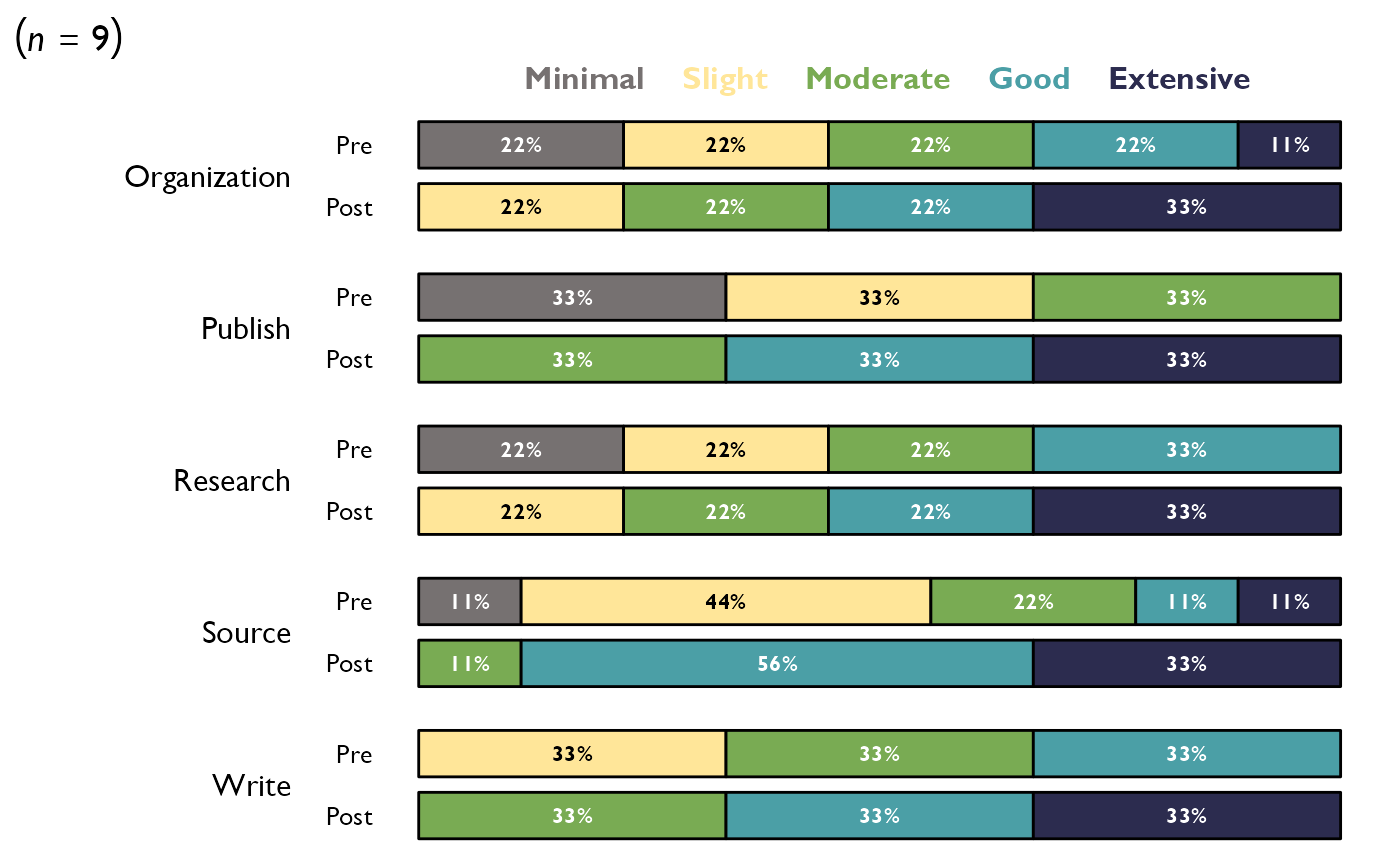 (n = 9)
Minimal Slight Moderate Good Extensive
Organization
Pre 22% 22% 22% 22% 11%
Post 22% 22% 22% 33%
Publish
Pre 33% 33% 33%
Post 33% 33% 33%
Research
Pre 22% 22% 22% 33%
Post 22% 22% 22% 33%
Source
Pre 11% 44% 22% 11% 11%
Post 11% 56% 33%
Write
Pre 33% 33% 33%
Post 33% 33% 33%